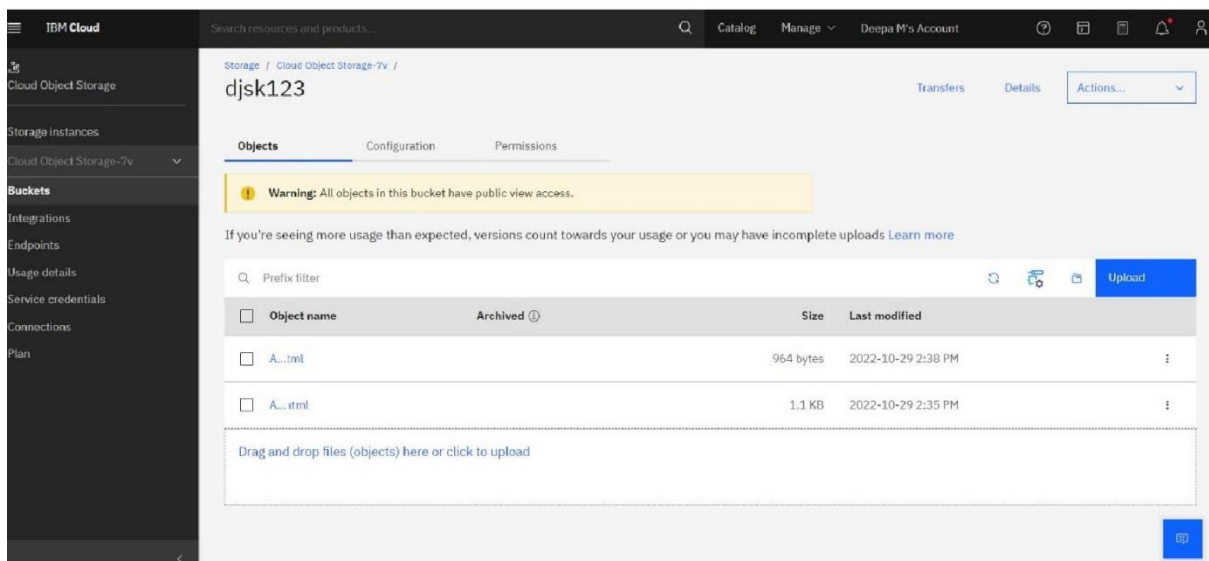 IBM Cloud
Search resources and products...
Catalog
Manage
Deepa M's Account
Cloud Object Storage
Storage instances
Cloud Object Storage-7v
Buckets
Integrations
Endpoints
Usage details
Service credentials
Connections
Plan
Storage / Cloud Object Storage-7v /
djsk123
Transfers
Details
Actions...
Objects
Configuration
Permissions
Warning: All objects in this bucket have public view access.
If you're seeing more usage than expected, versions count towards your usage or you may have incomplete uploads Learn more
Prefix filter
Upload
Object name Archived Size Last modified
A...tml 964 bytes 2022-10-29 2:38 PM
A...tml 1.1 KB 2022-10-29 2:35 PM
Drag and drop files (objects) here or click to upload